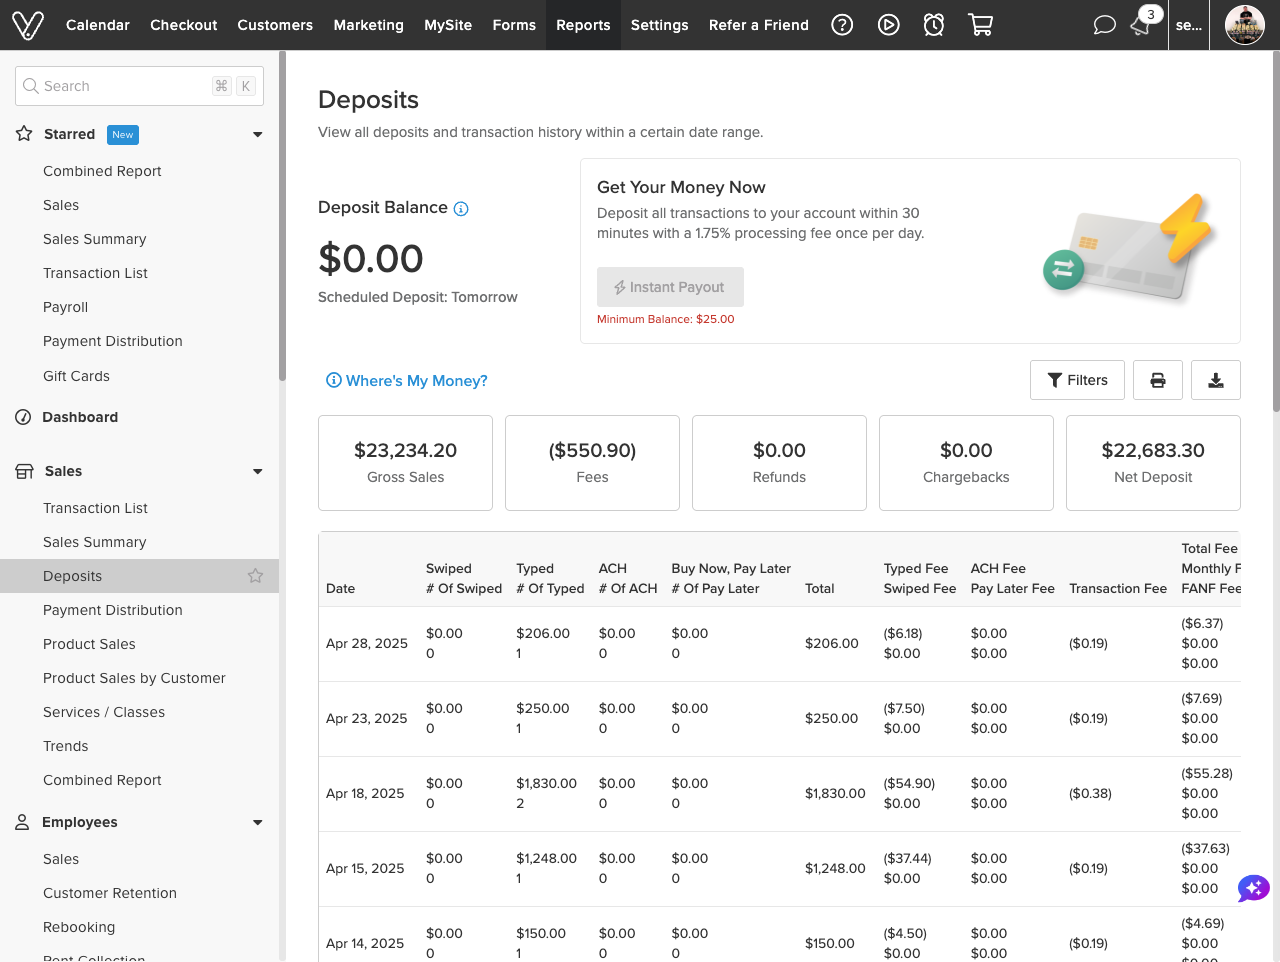 Calendar Checkout Customers Marketing MySite Forms Reports Settings Refer a Friend 3 se...
Search ⌘ K
Starred New
Combined Report
Sales
Sales Summary
Transaction List
Payroll
Payment Distribution
Gift Cards
Dashboard
Sales
Transaction List
Sales Summary
Deposits
Payment Distribution
Product Sales
Product Sales by Customer
Services / Classes
Trends
Combined Report
Employees
Sales
Customer Retention
Rebooking
Rent Collection
Deposits
View all deposits and transaction history within a certain date range.
Deposit Balance
$0.00
Scheduled Deposit: Tomorrow
Get Your Money Now
Deposit all transactions to your account within 30
minutes with a 1.75% processing fee once per day.
Instant Payout
Minimum Balance: $25.00
Where's My Money?
Filters
$23,234.20 ($550.90) $0.00 $0.00 $22,683.30
Gross Sales Fees Refunds Chargebacks Net Deposit
Total Fee
Swiped Typed ACH Buy Now, Pay Later Typed Fee ACH Fee Monthly F
Date # Of Swiped # Of Typed # Of ACH # Of Pay Later Total Swiped Fee Pay Later Fee Transaction Fee FANF Fee
($6.37)
$0.00 $206.00 $0.00 $0.00 ($6.18) $0.00
Apr 28, 2025 $206.00 ($0.19) $0.00
0 1 0 0 $0.00 $0.00
$0.00
($7.69)
$0.00 $250.00 $0.00 $0.00 ($7.50) $0.00
Apr 23, 2025 $250.00 ($0.19) $0.00
0 1 0 0 $0.00 $0.00
$0.00
($55.28)
$0.00 $1,830.00 $0.00 $0.00 ($54.90) $0.00
Apr 18, 2025 $1,830.00 ($0.38) $0.00
0 2 0 0 $0.00 $0.00
$0.00
($37.63)
$0.00 $1,248.00 $0.00 $0.00 ($37.44) $0.00
Apr 15, 2025 $1,248.00 ($0.19) $0.00
0 1 0 0 $0.00 $0.00
$0.00
($4.69)
$0.00 $150.00 $0.00 $0.00 ($4.50) $0.00
Apr 14, 2025 $150.00 ($0.19) $0.00
0 1 0 0 $0.00 $0.00
$0.00